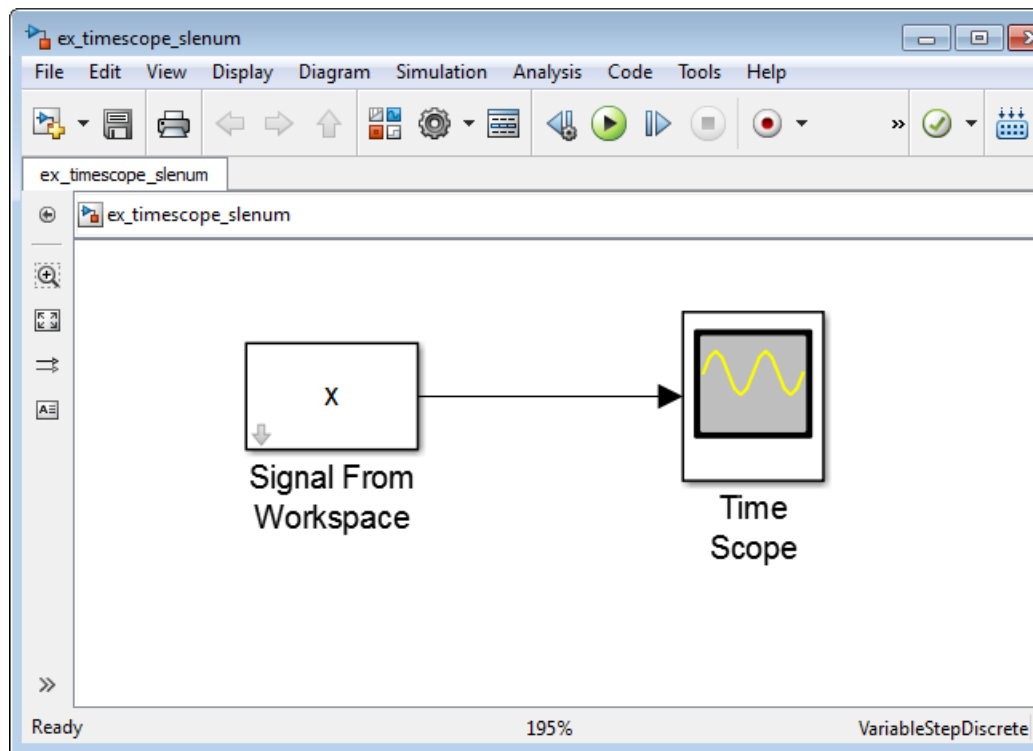 ex_timescope_slenum
File Edit View Display Diagram Simulation Analysis Code Tools Help
»
ex_timescope_slenum
ex_timescope_slenum
A
X
Signal From
Workspace
Time
Scope
»
Ready 195% VariableStepDiscrete